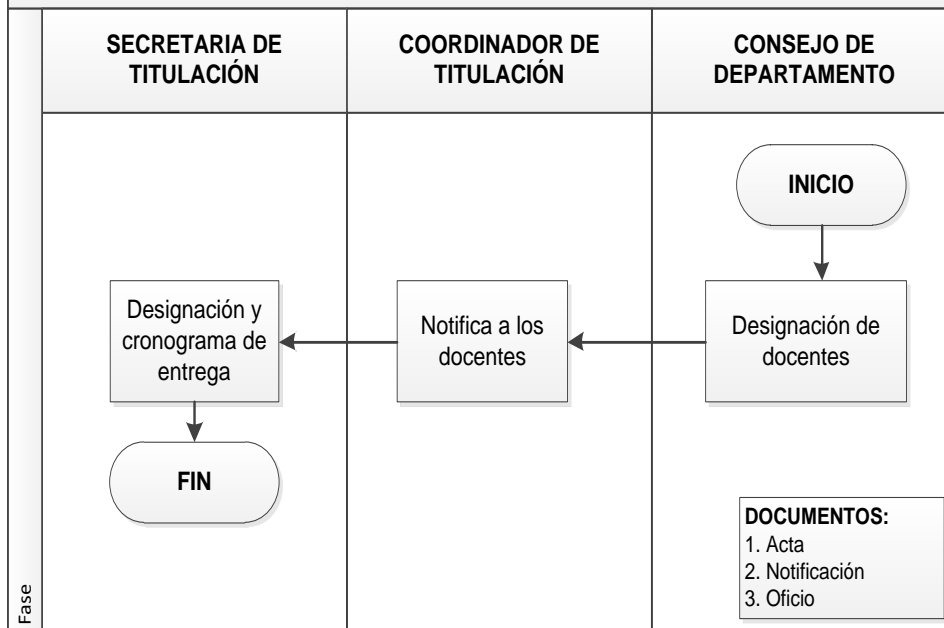 SECRETARIA DE
TITULACIÓN
COORDINADOR DE
TITULACIÓN
CONSEJO DE
DEPARTAMENTO
INICIO
Designación y
cronograma de
entrega
Notifica a los
docentes
Designación de
docentes
FIN
DOCUMENTOS:
1. Acta
2. Notificación
3. Oficio
Fase